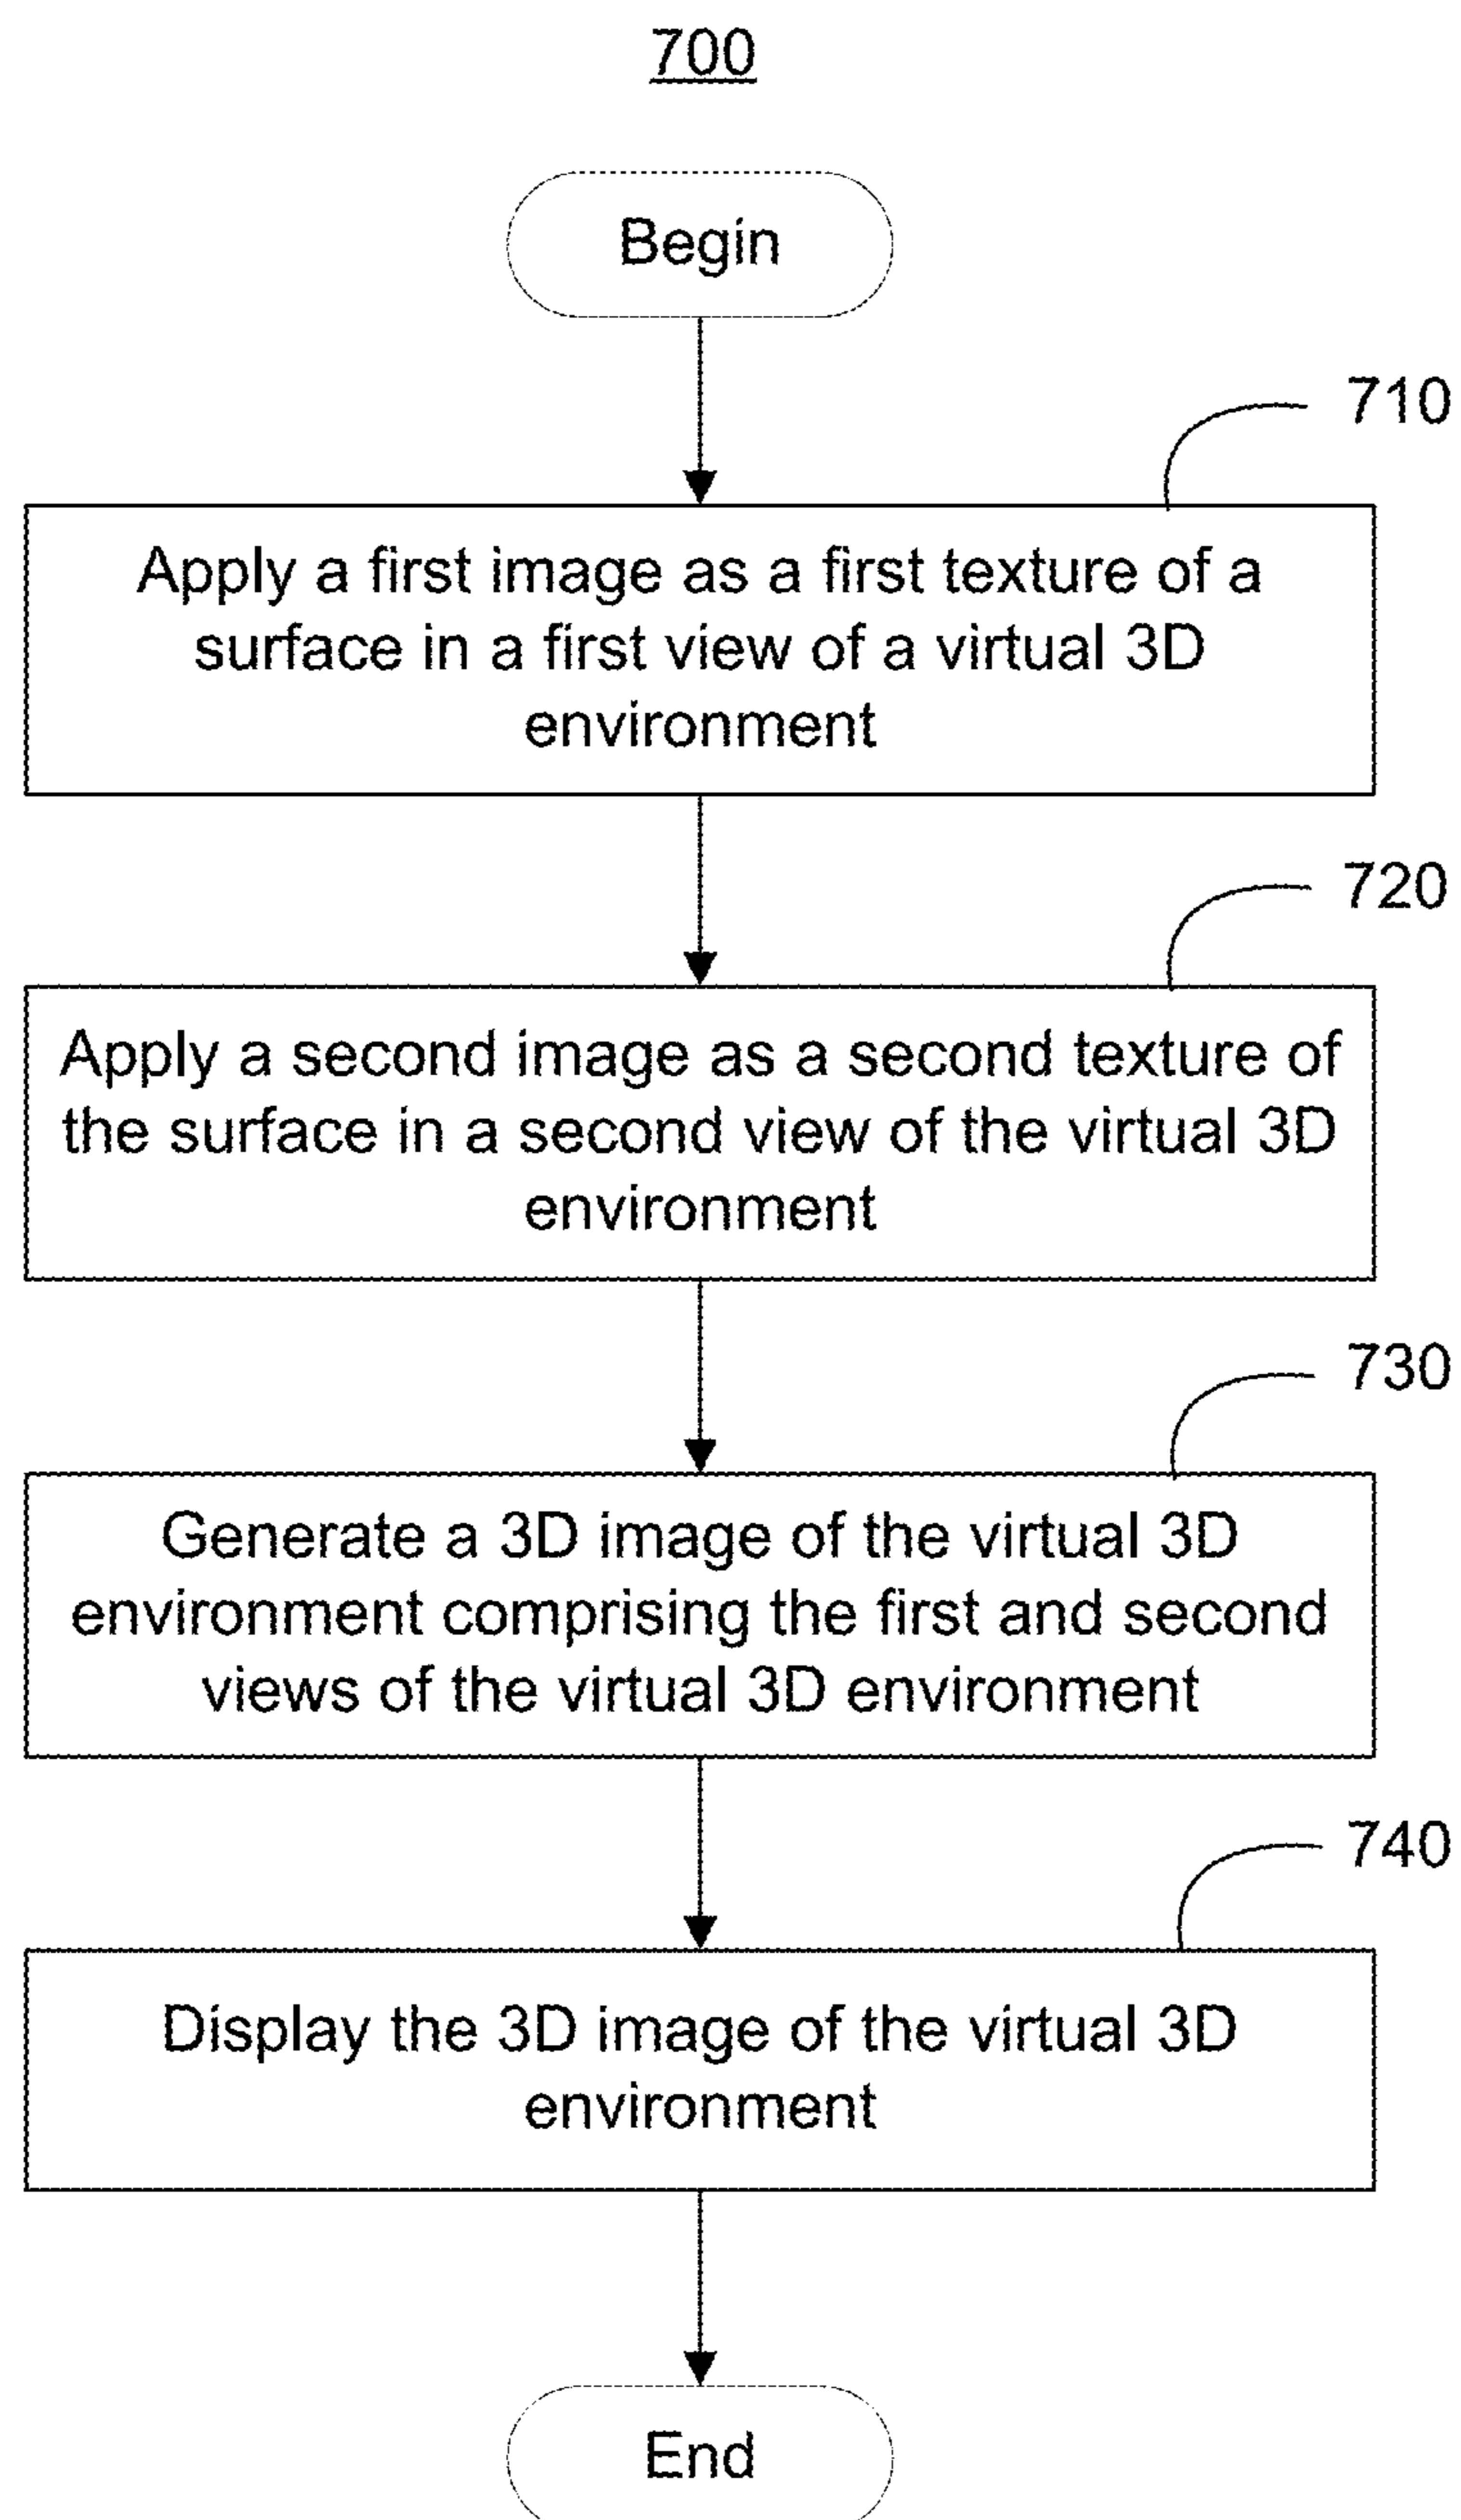 700
Begin
710
Apply a first image as a first texture of a
surface in a first view of a virtual 3D
environment
720
Apply a second image as a second texture of
the surface in a second view of the virtual 3D
environment
730
Generate a 3D image of the virtual 3D
environment comprising the first and second
views of the virtual 3D environment
740
Display the 3D image of the virtual 3D
environment
End